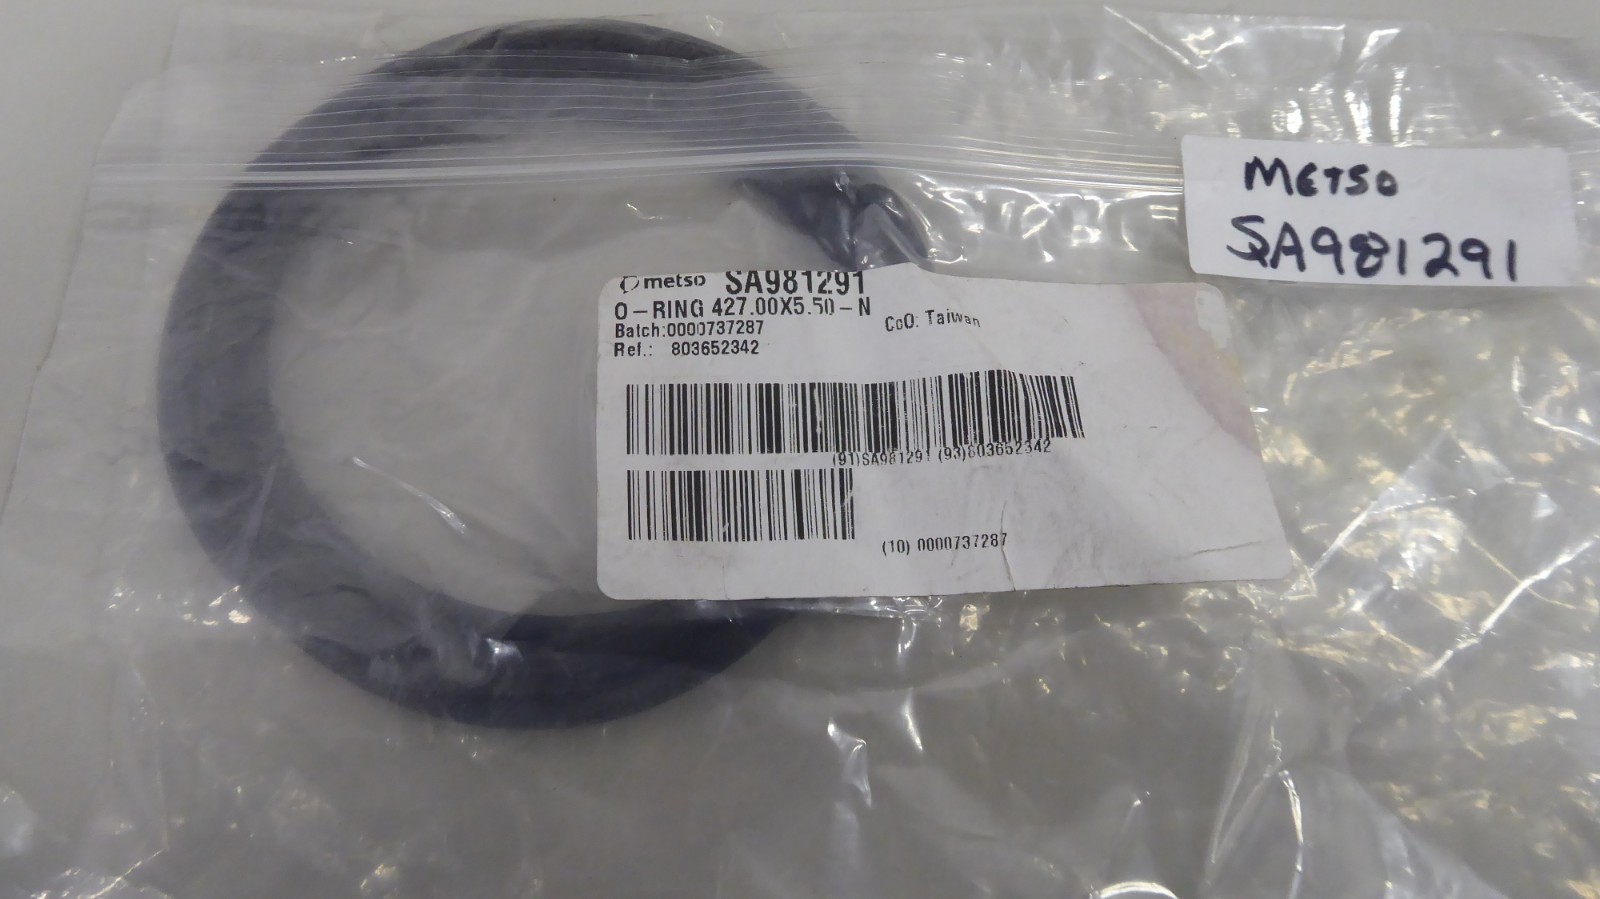 metso SA981291
O-RING 427.00X5.50-N
Batch:0000737287
CoO: Taiwan
Ref.: 803652342
(91)SA981291 (93)803652342
(10) 0000737287
METSO
SA981291